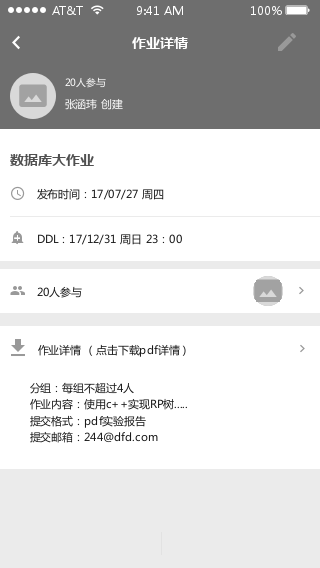 AT&T 9:41 AM 100%
作业详情
20人参与
张涵玮 创建
数据库大作业
发布时间：17/07/27 周四
DDL：17/12/31 周日 23：00
20人参与
作业详情 （ 点击下载pdf详情 ）
分组：每组不超过4人
作业内容：使用c++实现RP树.....
提交格式：pdf实验报告
提交邮箱：244@dfd.com